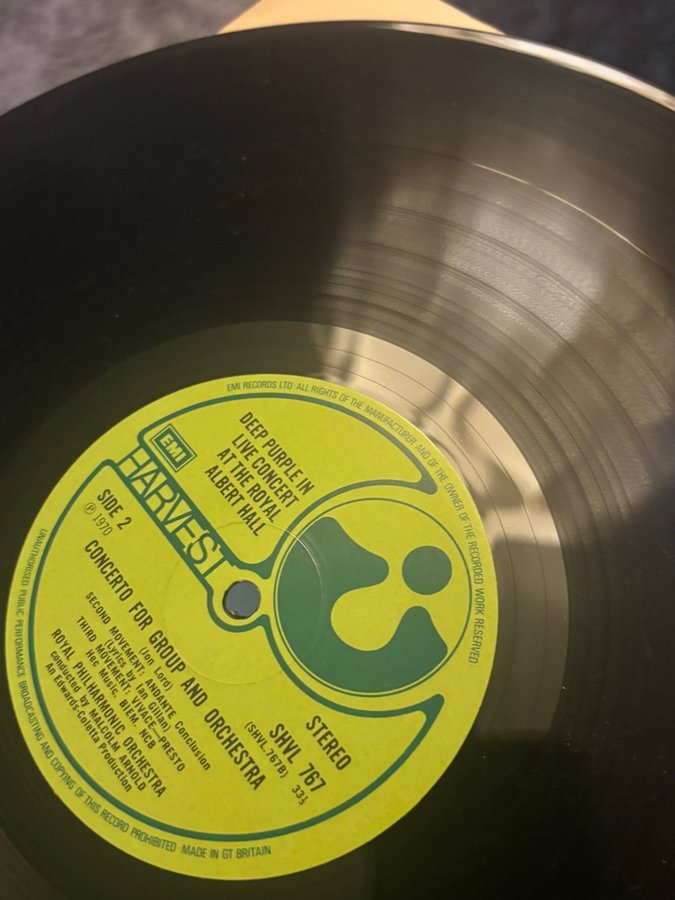 EMI RECORDS LTD· ALL RIGHTS OF THE MANUFACTURER AND OF THE OWNER OF THE RECORDED WORK RESERVED·
DEEP PURPLE IN
LIVE CONCERT
AT THE ROYAL
ALBERT HALL
EMI
HARVEST
SIDE 2
Ⓟ 1970
STEREO
SHVL 767
(SHVL.767B) 33⅓
CONCERTO FOR GROUP AND ORCHESTRA
(Jon Lord)
SECOND MOVEMENT: ANDANTE Conclusion
(Lyrics by Ian Gillan)
THIRD MOVEMENT: VIVACE—PRESTO
Hec Music, BIEM, NCB
ROYAL PHILHARMONIC ORCHESTRA
conducted by MALCOLM ARNOLD
An Edwards-Coletta Production
UNAUTHORISED PUBLIC PERFORMANCE BROADCASTING AND COPYING OF THIS RECORD PROHIBITED · MADE IN GT BRITAIN